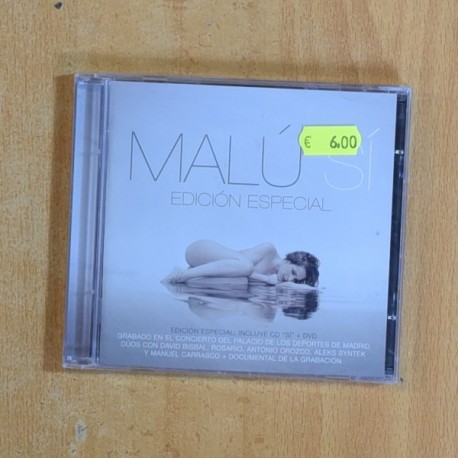 MALÚ SÍ
€ 6.00
EDICIÓN ESPECIAL
EDICIÓN ESPECIAL: INCLUYE CD "SÍ" + DVD
GRABADO EN EL CONCIERTO DEL PALACIO DE LOS DEPORTES DE MADRID
DÚOS CON DAVID BISBAL, ROSARIO, ANTONIO OROZCO, ALEKS SYNTEK
Y MANUEL CARRASCO + DOCUMENTAL DE LA GRABACIÓN